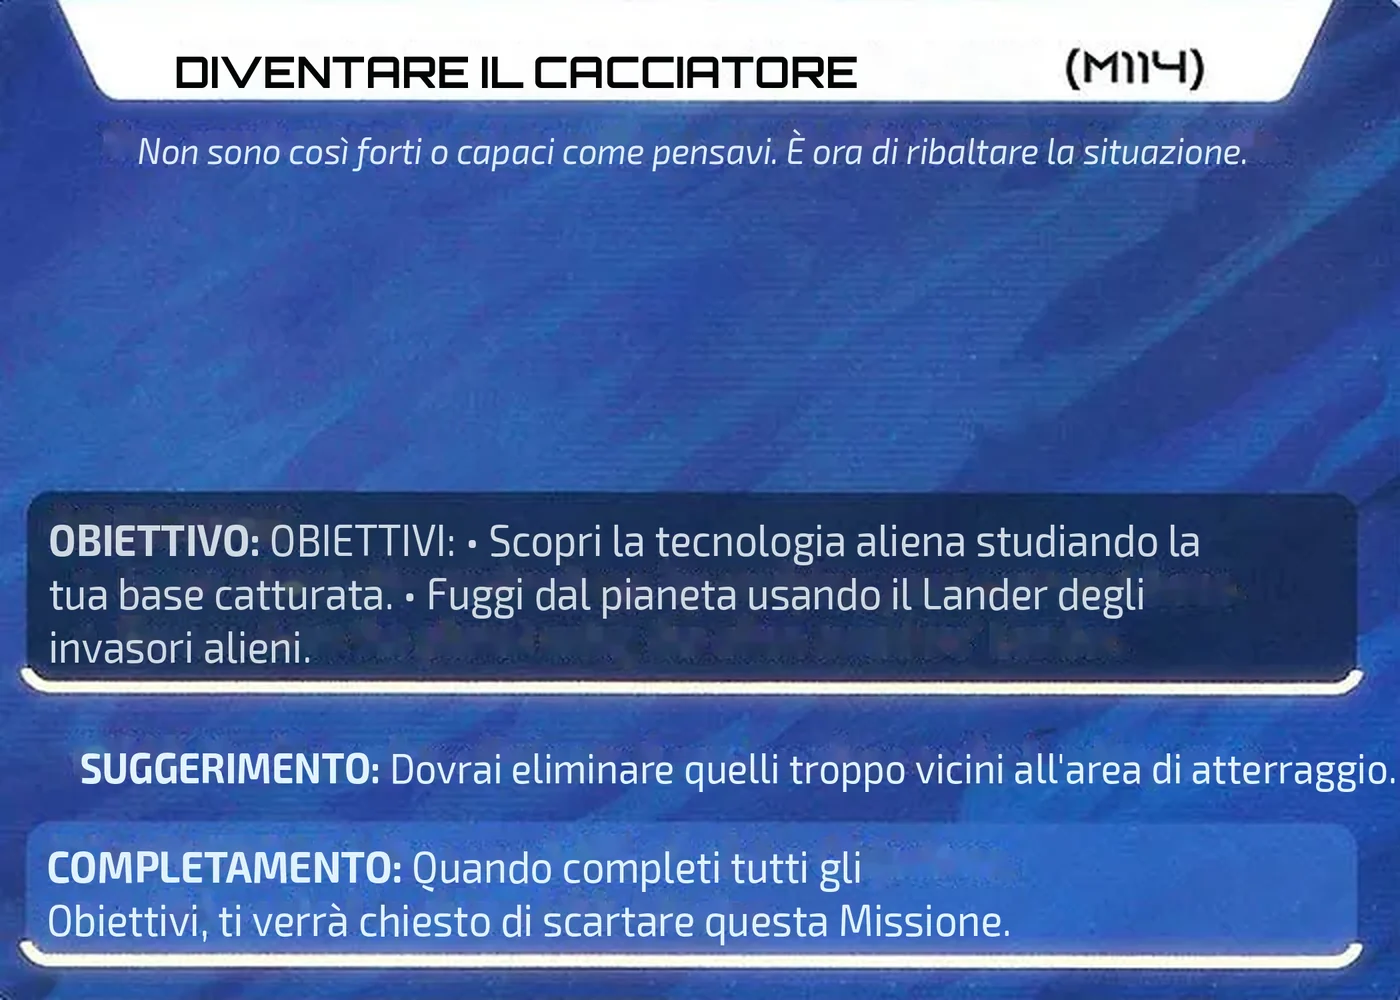 DIVENTARE IL CACCIATORE (M114)
Non sono così forti o capaci come pensavi. È ora di ribaltare la situazione.
OBIETTIVO: OBIETTIVI: • Scopri la tecnologia aliena studiando la
tua base catturata. • Fuggi dal pianeta usando il Lander degli
invasori alieni.
SUGGERIMENTO: Dovrai eliminare quelli troppo vicini all'area di atterraggio.
COMPLETAMENTO: Quando completi tutti gli
Obiettivi, ti verrà chiesto di scartare questa Missione.